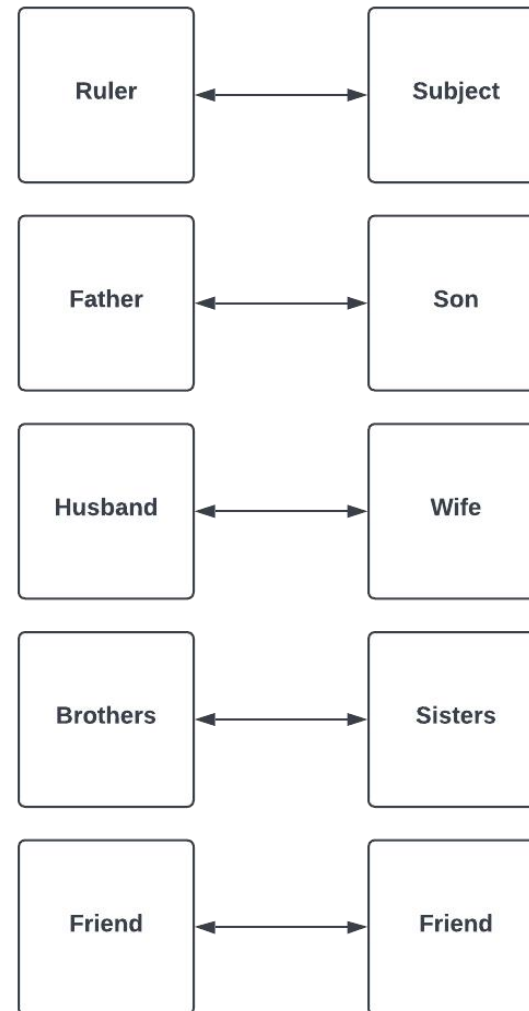 Ruler
Subject
Father
Son
Husband
Wife
Brothers
Sisters
Friend
Friend